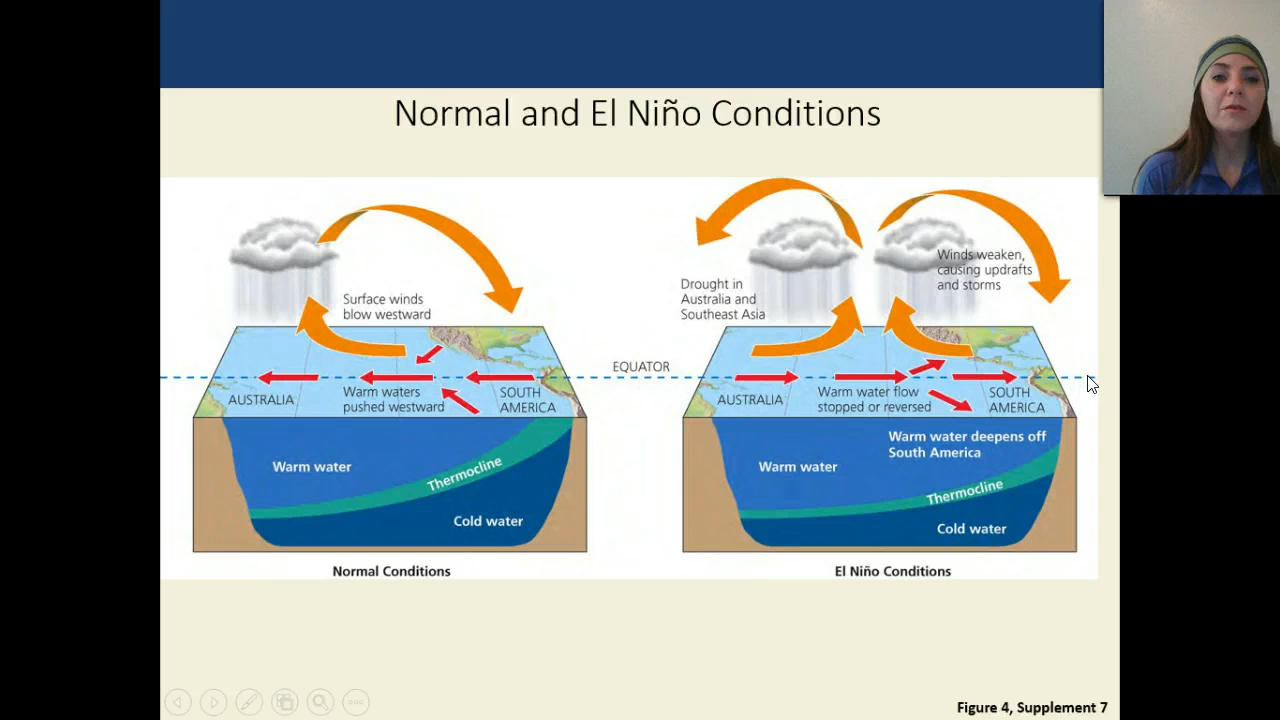 Normal and El Niño Conditions
Surface winds
blow westward
Warm waters
pushed westward
AUSTRALIA
SOUTH
AMERICA
Warm water
Thermocline
Cold water
Normal Conditions
EQUATOR
Drought in
Australia and
Southeast Asia
Winds weaken,
causing updrafts
and storms
AUSTRALIA
Warm water flow
stopped or reversed
SOUTH
AMERICA
Warm water deepens off
South America
Warm water
Thermocline
Cold water
El Niño Conditions
Figure 4, Supplement 7